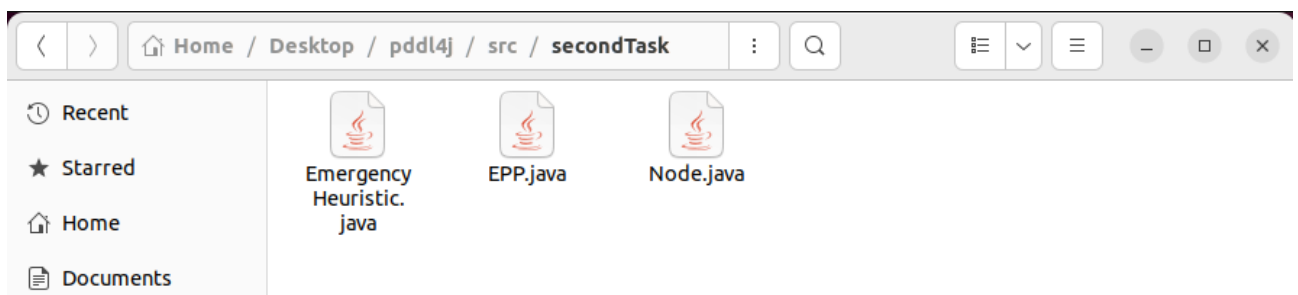 Home / Desktop / pddl4j / src / secondTask
Recent
Starred
Home
Documents
Emergency
Heuristic.
java
EPP.java
Node.java